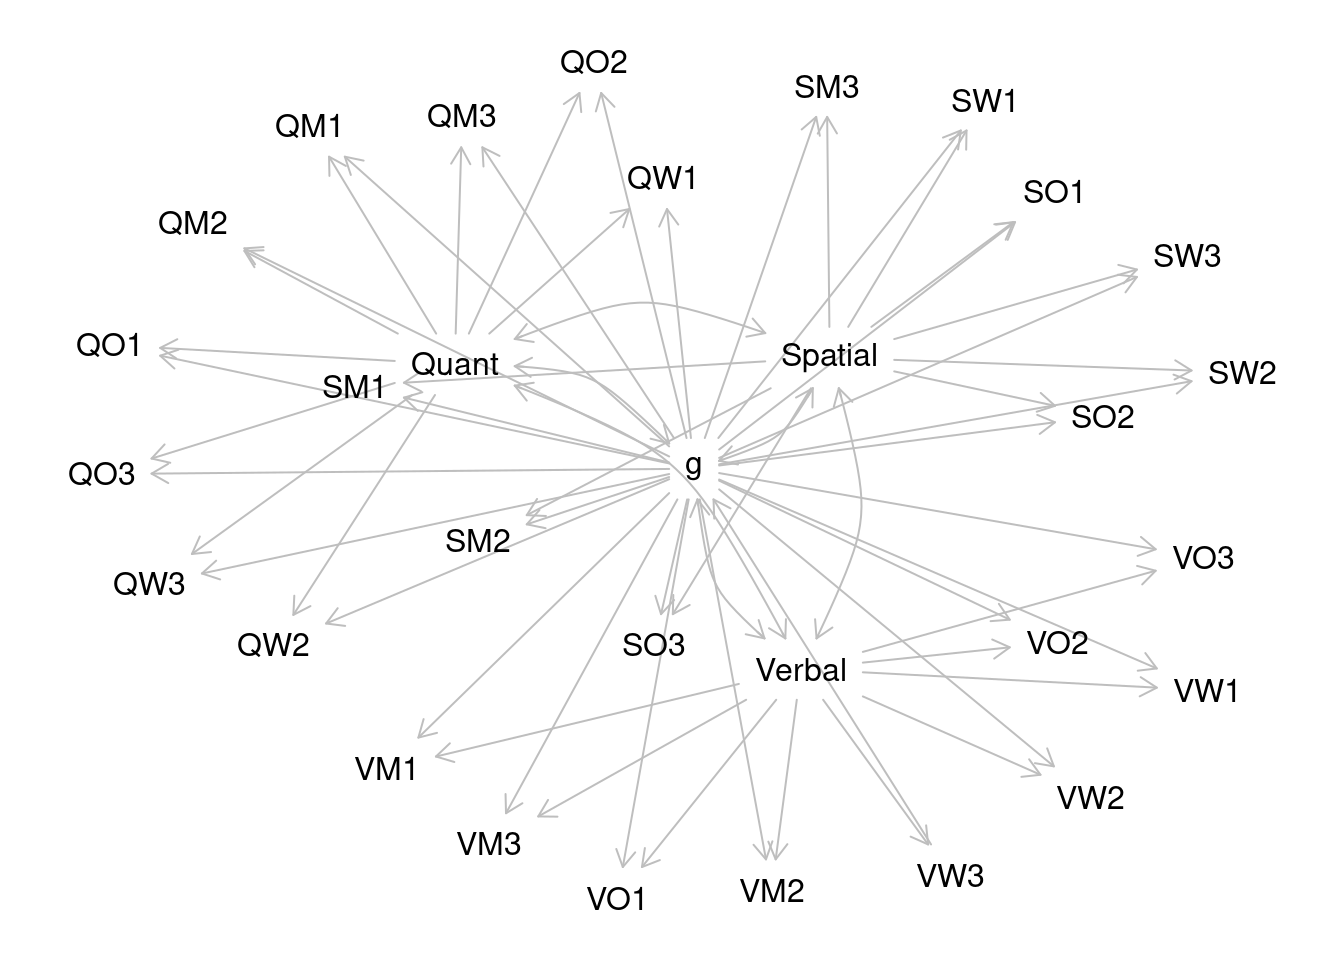 QO2
SM3
SW1
QM3
QM1
QW1
SO1
QM2
SW3
QO1
Spatial
Quant
SW2
SM1
SO2
g
QO3
SM2
VO3
QW3
QW2
SO3
VO2
Verbal
VW1
VM1
VW2
VM3
VW3
VM2
VO1